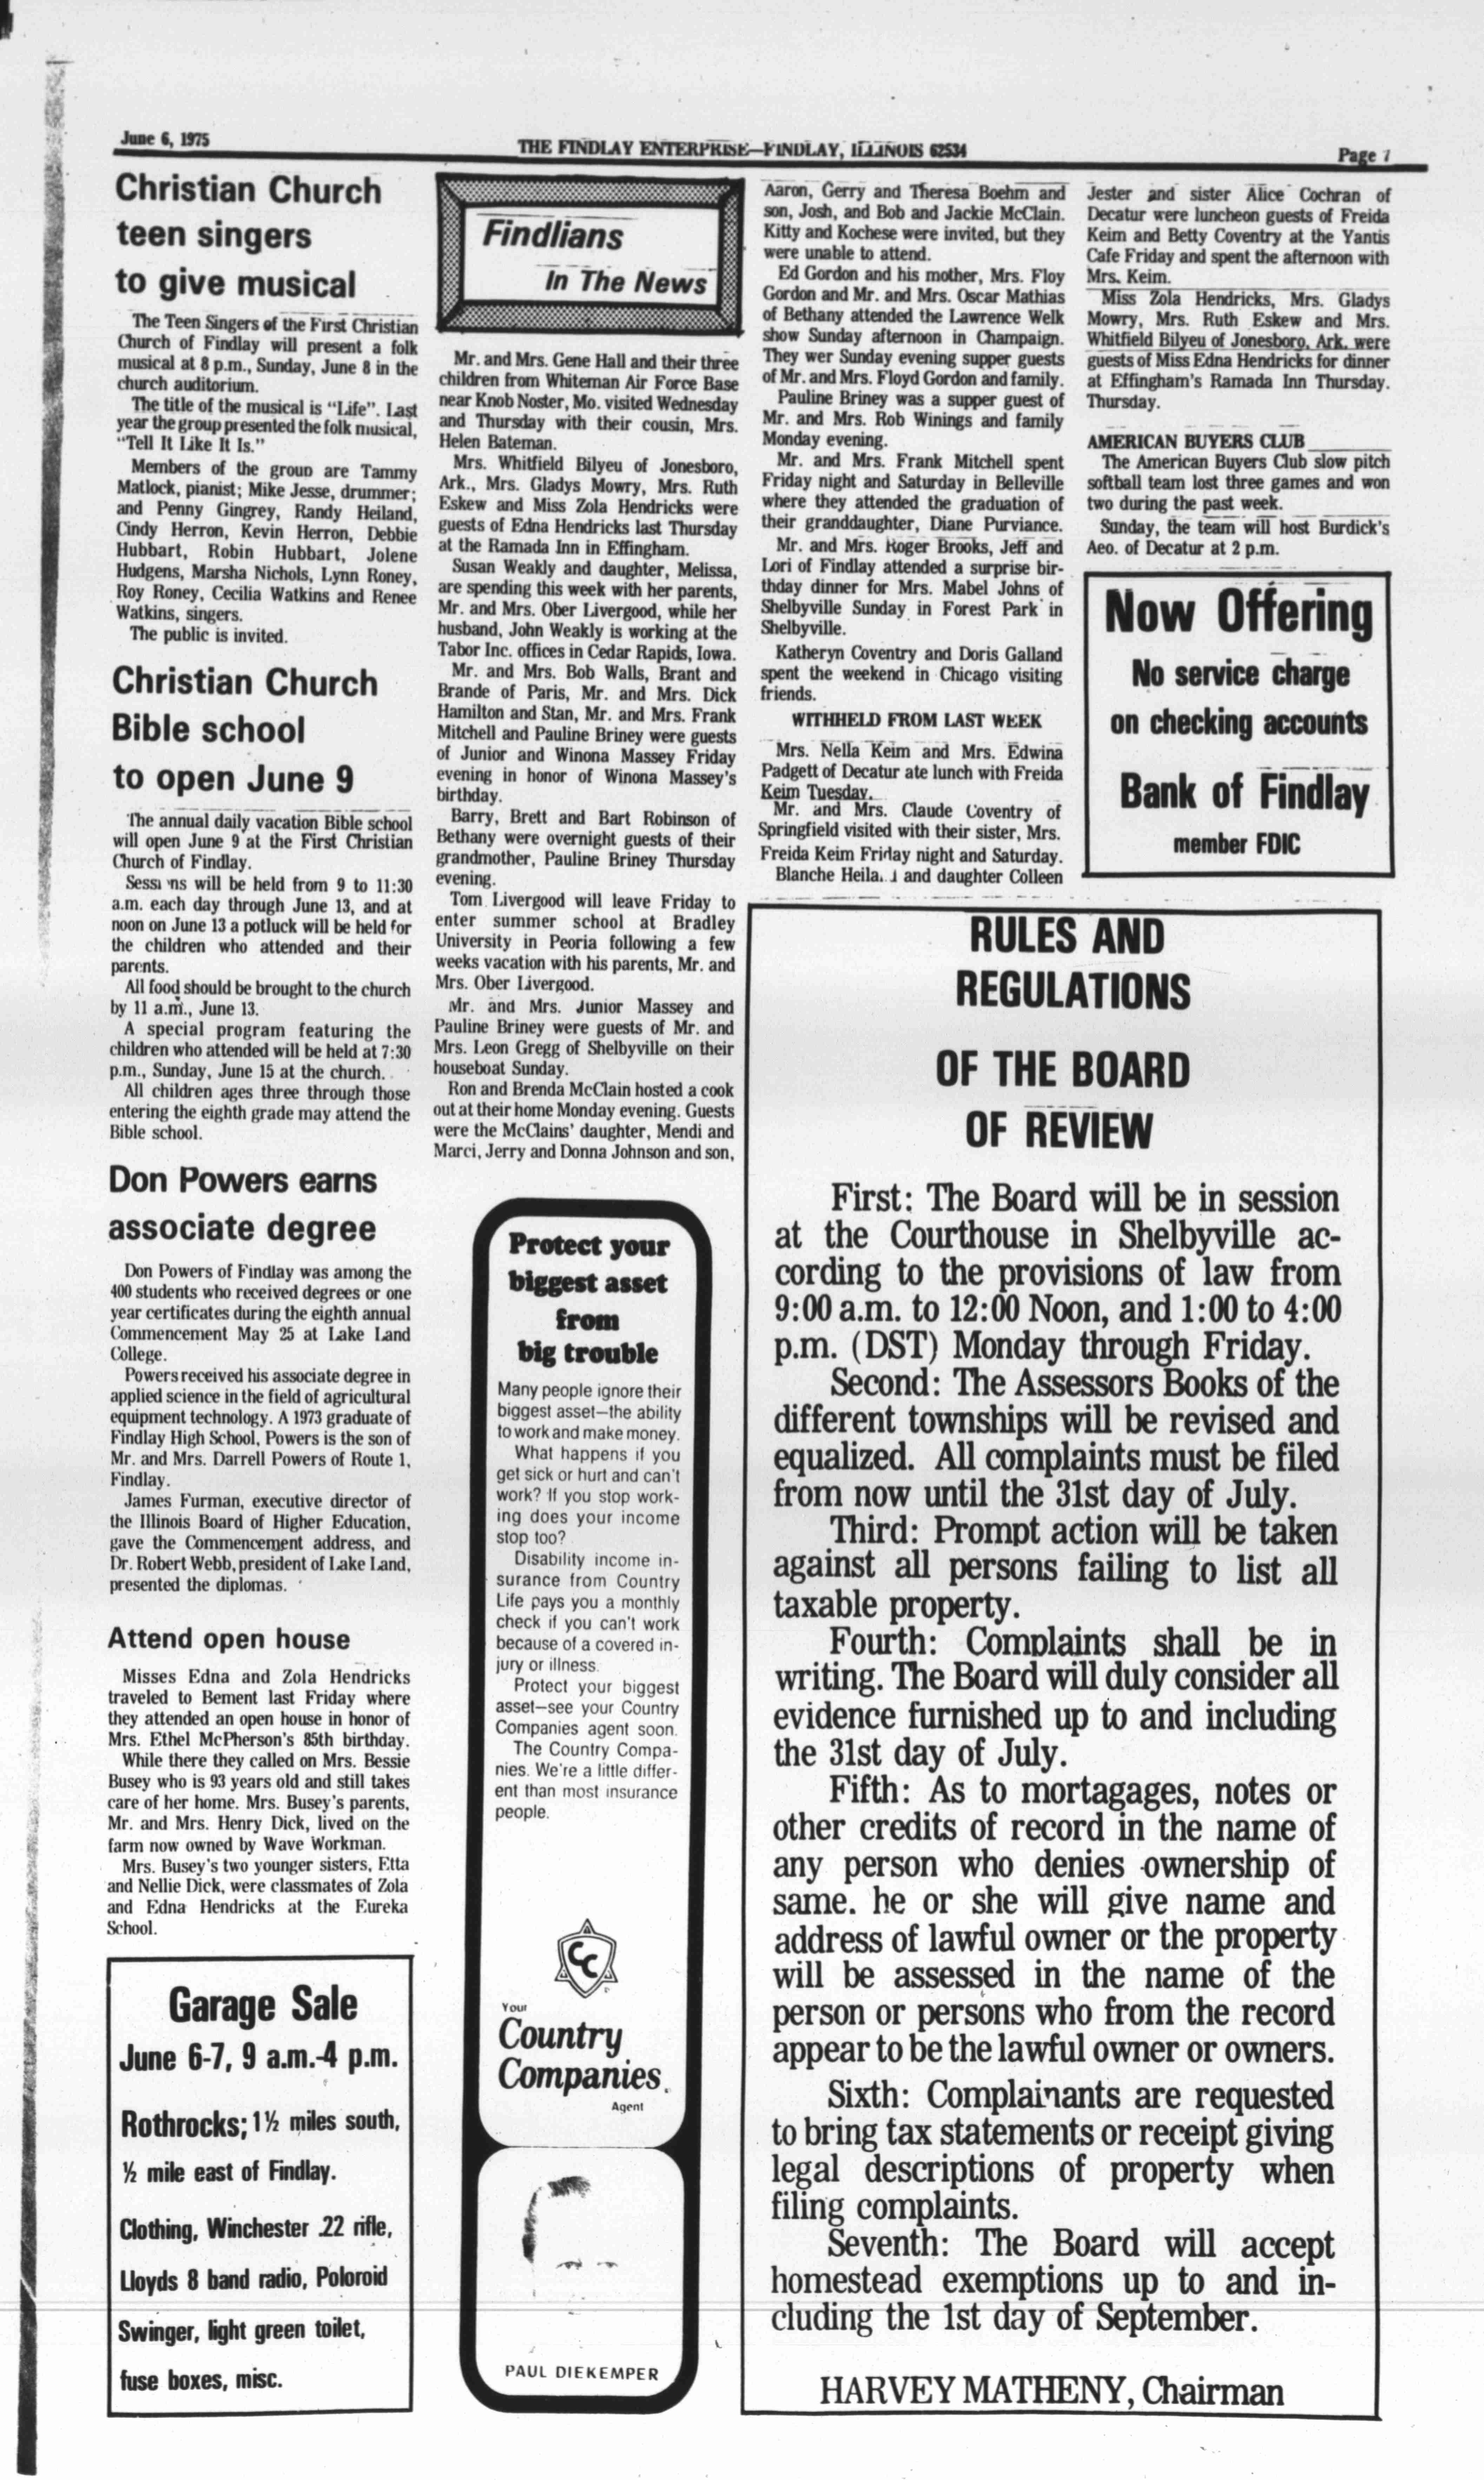 June 6, 1975
THE FINDLAY ENTERPRISE—FINDLAY, ILLINOIS 62534
Page 7
Christian Church
teen singers
to give musical
The Teen Singers of the First Christian
Church of Findlay will present a folk
musical at 8 p.m., Sunday, June 8 in the
church auditorium.
The title of the musical is "Life". Last
year the group presented the folk musical,
"Tell It Like It Is."
Members of the group are Tammy
Matlock, pianist; Mike Jesse, drummer;
and Penny Gingrey, Randy Heiland,
Cindy Herron, Kevin Herron, Debbie
Hubbart, Robin Hubbart, Jolene
Hudgens, Marsha Nichols, Lynn Roney,
Roy Roney, Cecilia Watkins and Renee
Watkins, singers.
The public is invited.
Christian Church
Bible school
to open June 9
The annual daily vacation Bible school
will open June 9 at the First Christian
Church of Findlay.
Sessions will be held from 9 to 11:30
a.m. each day through June 13, and at
noon on June 13 a potluck will be held for
the children who attended and their
parents.
All food should be brought to the church
by 11 a.m., June 13.
A special program featuring the
children who attended will be held at 7:30
p.m., Sunday, June 15 at the church.
All children ages three through those
entering the eighth grade may attend the
Bible school.
Don Powers earns
associate degree
Don Powers of Findlay was among the
400 students who received degrees or one
year certificates during the eighth annual
Commencement May 25 at Lake Land
College.
Powers received his associate degree in
applied science in the field of agricultural
equipment technology. A 1973 graduate of
Findlay High School, Powers is the son of
Mr. and Mrs. Darrell Powers of Route 1,
Findlay.
James Furman, executive director of
the Illinois Board of Higher Education,
gave the Commencement address, and
Dr. Robert Webb, president of Lake Land,
presented the diplomas.
Attend open house
Misses Edna and Zola Hendricks
traveled to Bement last Friday where
they attended an open house in honor of
Mrs. Ethel McPherson's 85th birthday.
While there they called on Mrs. Bessie
Busey who is 93 years old and still takes
care of her home. Mrs. Busey's parents,
Mr. and Mrs. Henry Dick, lived on the
farm now owned by Wave Workman.
Mrs. Busey's two younger sisters, Etta
and Nellie Dick, were classmates of Zola
and Edna Hendricks at the Eureka
School.
Garage Sale
June 6-7, 9 a.m.-4 p.m.
Rothrocks; 1½ miles south,
½ mile east of Findlay.
Clothing, Winchester .22 rifle,
Lloyds 8 band radio, Poloroid
Swinger, light green toilet,
fuse boxes, misc.
Findlians
In The News
Mr. and Mrs. Gene Hall and their three
children from Whiteman Air Force Base
near Knob Noster, Mo. visited Wednesday
and Thursday with their cousin, Mrs.
Helen Bateman.
Mrs. Whitfield Bilyeu of Jonesboro,
Ark., Mrs. Gladys Mowry, Mrs. Ruth
Eskew and Miss Zola Hendricks were
guests of Edna Hendricks last Thursday
at the Ramada Inn in Effingham.
Susan Weakly and daughter, Melissa,
are spending this week with her parents,
Mr. and Mrs. Ober Livergood, while her
husband, John Weakly is working at the
Tabor Inc. offices in Cedar Rapids, Iowa.
Mr. and Mrs. Bob Walls, Brant and
Brande of Paris, Mr. and Mrs. Dick
Hamilton and Stan, Mr. and Mrs. Frank
Mitchell and Pauline Briney were guests
of Junior and Winona Massey Friday
evening in honor of Winona Massey's
birthday.
Barry, Brett and Bart Robinson of
Bethany were overnight guests of their
grandmother, Pauline Briney Thursday
evening.
Tom Livergood will leave Friday to
enter summer school at Bradley
University in Peoria following a few
weeks vacation with his parents, Mr. and
Mrs. Ober Livergood.
Mr. and Mrs. Junior Massey and
Pauline Briney were guests of Mr. and
Mrs. Leon Gregg of Shelbyville on their
houseboat Sunday.
Ron and Brenda McClain hosted a cook
out at their home Monday evening. Guests
were the McClains' daughter, Mendi and
Marci, Jerry and Donna Johnson and son,
Protect your
biggest asset
from
big trouble
Many people ignore their
biggest asset—the ability
to work and make money.
What happens if you
get sick or hurt and can't
work? If you stop work-
ing does your income
stop too?
Disability income in-
surance from Country
Life pays you a monthly
check if you can't work
because of a covered in-
jury or illness.
Protect your biggest
asset—see your Country
Companies agent soon.
The Country Compa-
nies. We're a little differ-
ent than most insurance
people.
CC
Your
Country
Companies.
Agent
PAUL DIEKEMPER
Aaron, Gerry and Theresa Boehm and
son, Josh, and Bob and Jackie McClain.
Kitty and Kochese were invited, but they
were unable to attend.
Ed Gordon and his mother, Mrs. Floy
Gordon and Mr. and Mrs. Oscar Mathias
of Bethany attended the Lawrence Welk
show Sunday afternoon in Champaign.
They wer Sunday evening supper guests
of Mr. and Mrs. Floyd Gordon and family.
Pauline Briney was a supper guest of
Mr. and Mrs. Rob Winings and family
Monday evening.
Mr. and Mrs. Frank Mitchell spent
Friday night and Saturday in Belleville
where they attended the graduation of
their granddaughter, Diane Purviance.
Mr. and Mrs. Roger Brooks, Jeff and
Lori of Findlay attended a surprise bir-
thday dinner for Mrs. Mabel Johns of
Shelbyville Sunday in Forest Park in
Shelbyville.
Katheryn Coventry and Doris Galland
spent the weekend in Chicago visiting
friends.
WITHHELD FROM LAST WEEK
Mrs. Nella Keim and Mrs. Edwina
Padgett of Decatur ate lunch with Freida
Keim Tuesday.
Mr. and Mrs. Claude Coventry of
Springfield visited with their sister, Mrs.
Freida Keim Friday night and Saturday.
Blanche Heiland and daughter Colleen
Jester and sister Alice Cochran of
Decatur were luncheon guests of Freida
Keim and Betty Coventry at the Yantis
Cafe Friday and spent the afternoon with
Mrs. Keim.
Miss Zola Hendricks, Mrs. Gladys
Mowry, Mrs. Ruth Eskew and Mrs.
Whitfield Bilyeu of Jonesboro, Ark. were
guests of Miss Edna Hendricks for dinner
at Effingham's Ramada Inn Thursday.
Thursday.
AMERICAN BUYERS CLUB
The American Buyers Club slow pitch
softball team lost three games and won
two during the past week.
Sunday, the team will host Burdick's
Aeo. of Decatur at 2 p.m.
Now Offering
No service charge
on checking accounts
Bank of Findlay
member FDIC
RULES AND
REGULATIONS
OF THE BOARD
OF REVIEW
First: The Board will be in session
at the Courthouse in Shelbyville ac-
cording to the provisions of law from
9:00 a.m. to 12:00 Noon, and 1:00 to 4:00
p.m. (DST) Monday through Friday.
Second: The Assessors Books of the
different townships will be revised and
equalized. All complaints must be filed
from now until the 31st day of July.
Third: Prompt action will be taken
against all persons failing to list all
taxable property.
Fourth: Complaints shall be in
writing. The Board will duly consider all
evidence furnished up to and including
the 31st day of July.
Fifth: As to mortagages, notes or
other credits of record in the name of
any person who denies ownership of
same. he or she will give name and
address of lawful owner or the property
will be assessed in the name of the
person or persons who from the record
appear to be the lawful owner or owners.
Sixth: Complainants are requested
to bring tax statements or receipt giving
legal descriptions of property when
filing complaints.
Seventh: The Board will accept
homestead exemptions up to and in-
cluding the 1st day of September.
HARVEY MATHENY, Chairman